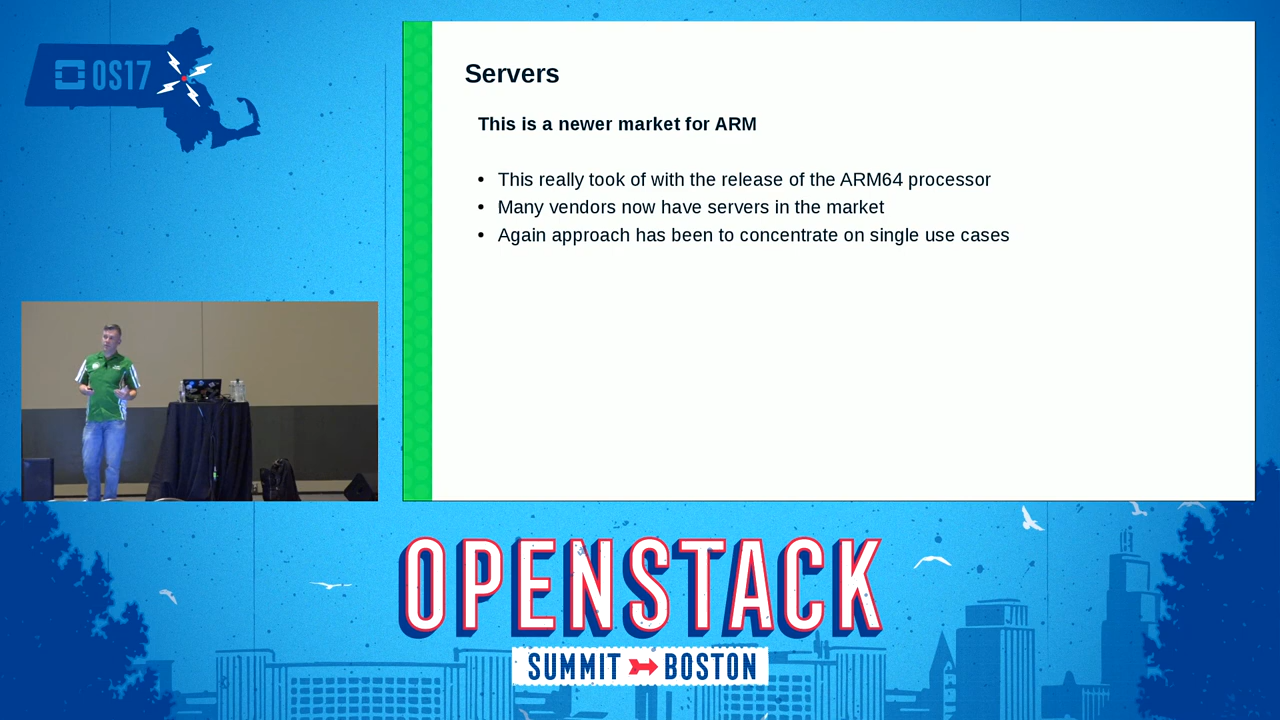 OS17
Servers
This is a newer market for ARM
• This really took of with the release of the ARM64 processor
• Many vendors now have servers in the market
• Again approach has been to concentrate on single use cases
OPENSTACK
SUMMIT BOSTON